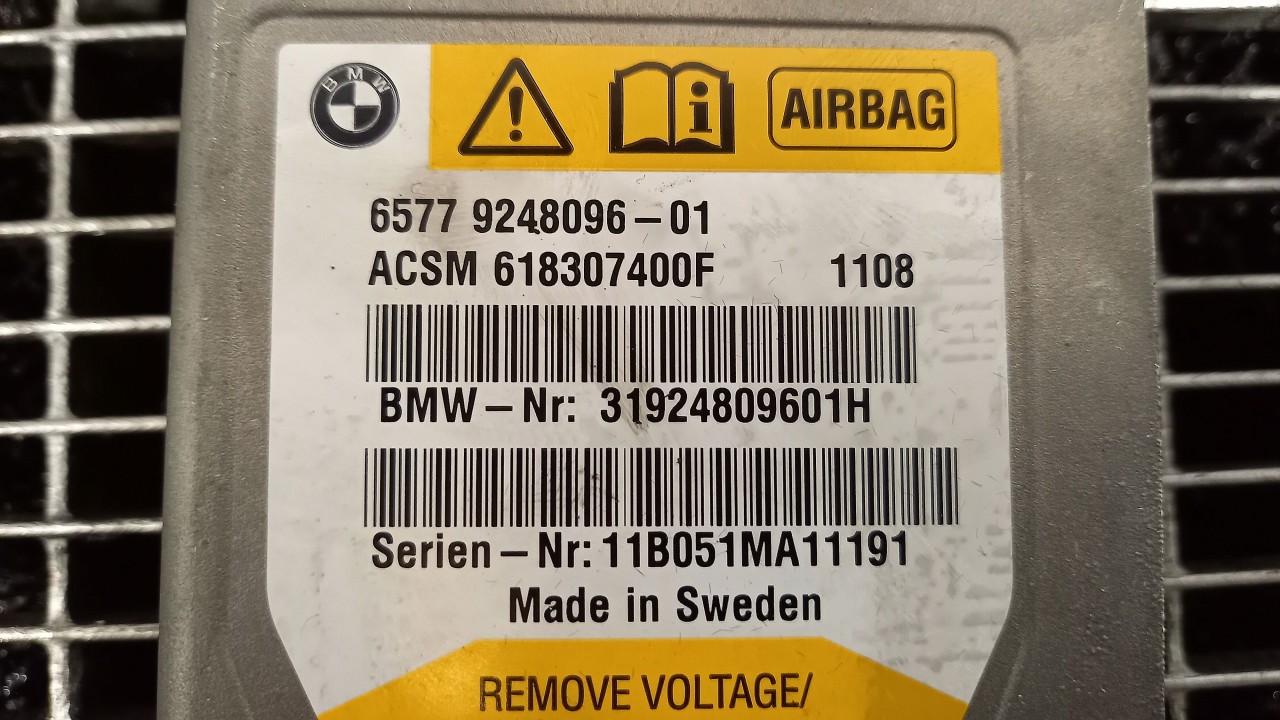 BMW
AIRBAG
6577 9248096-01
ACSM 618307400F 1108
BMW-Nr: 31924809601H
Serien-Nr: 11B051MA11191
Made in Sweden
REMOVE VOLTAGE/